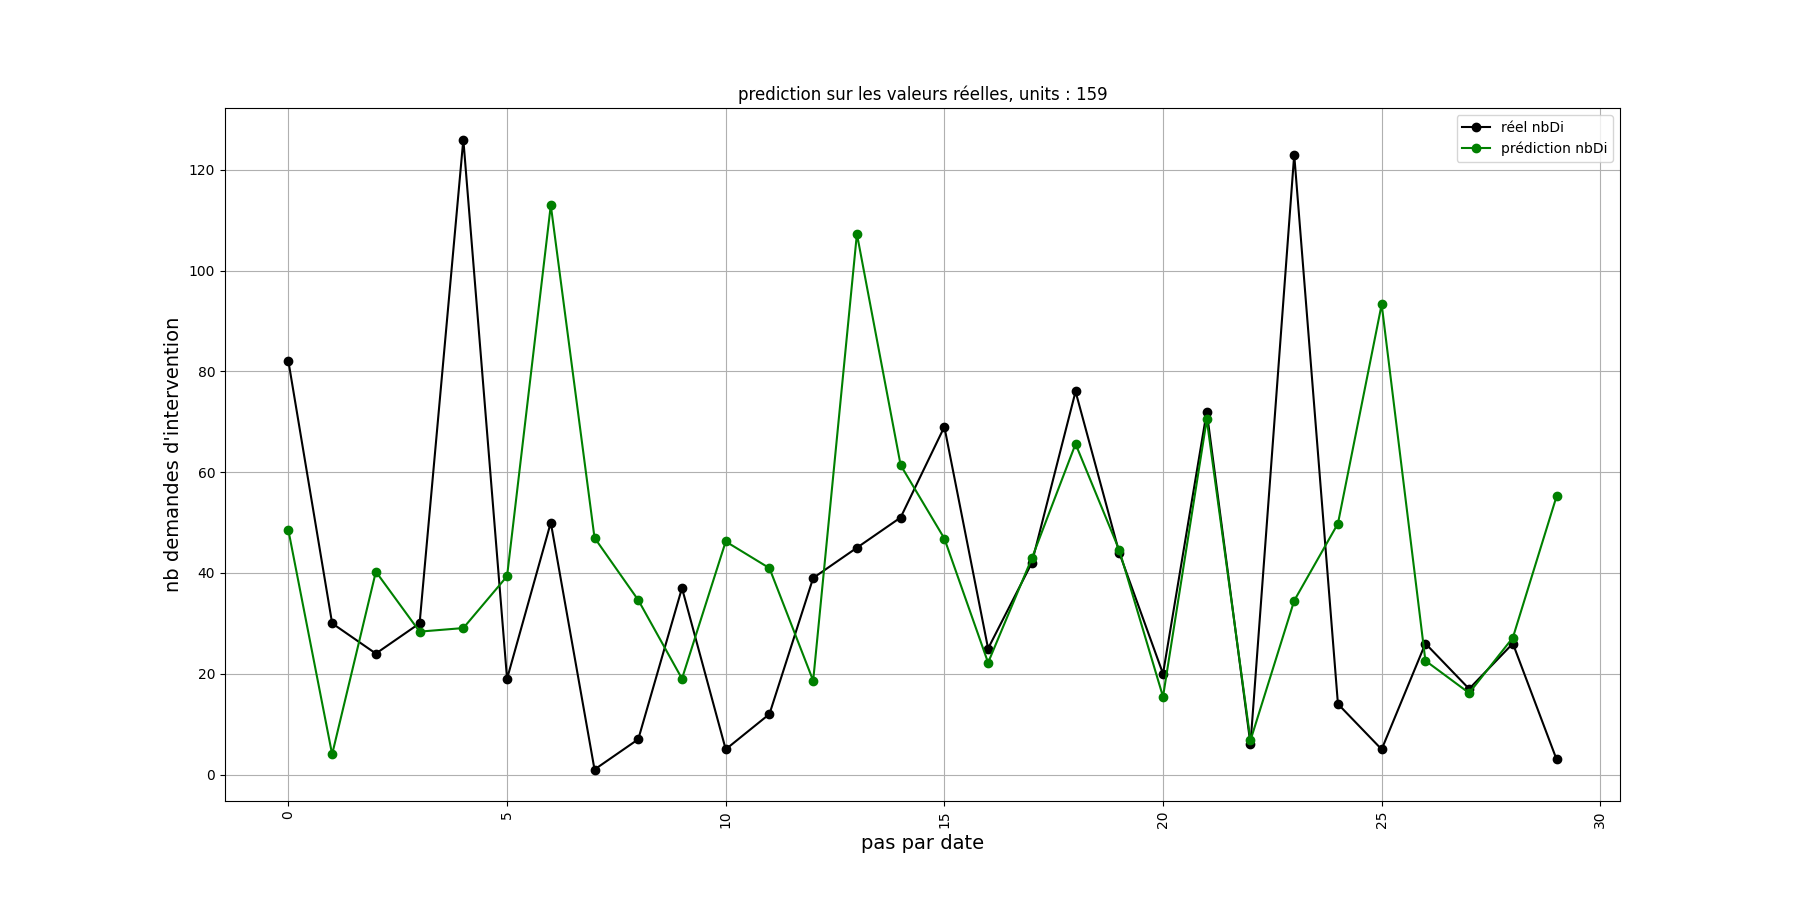 prediction sur les valeurs réelles, units : 159
réel nbDi
prédiction nbDi
120
100
80
60
40
20
0
nb demandes d'intervention
0
5
10
15
20
25
30
pas par date